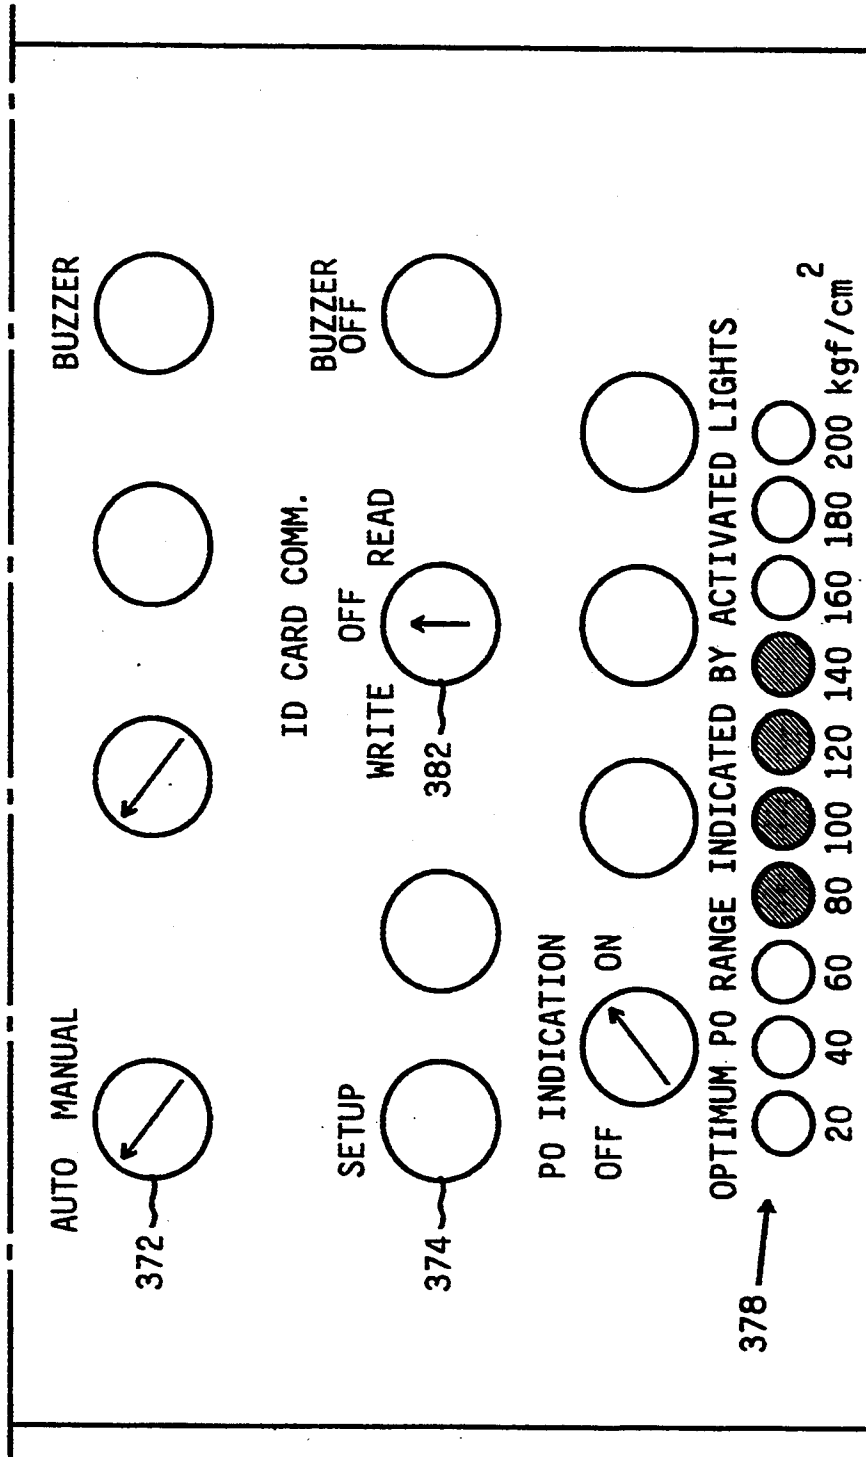 AUTO MANUAL
BUZZER
372
ID CARD COMM.
SETUP
WRITE OFF READ
BUZZER
OFF
374
382
PO INDICATION
OFF ON
OPTIMUM PO RANGE INDICATED BY ACTIVATED LIGHTS
378
20 40 60 80 100 120 140 160 180 200 kgf/cm²